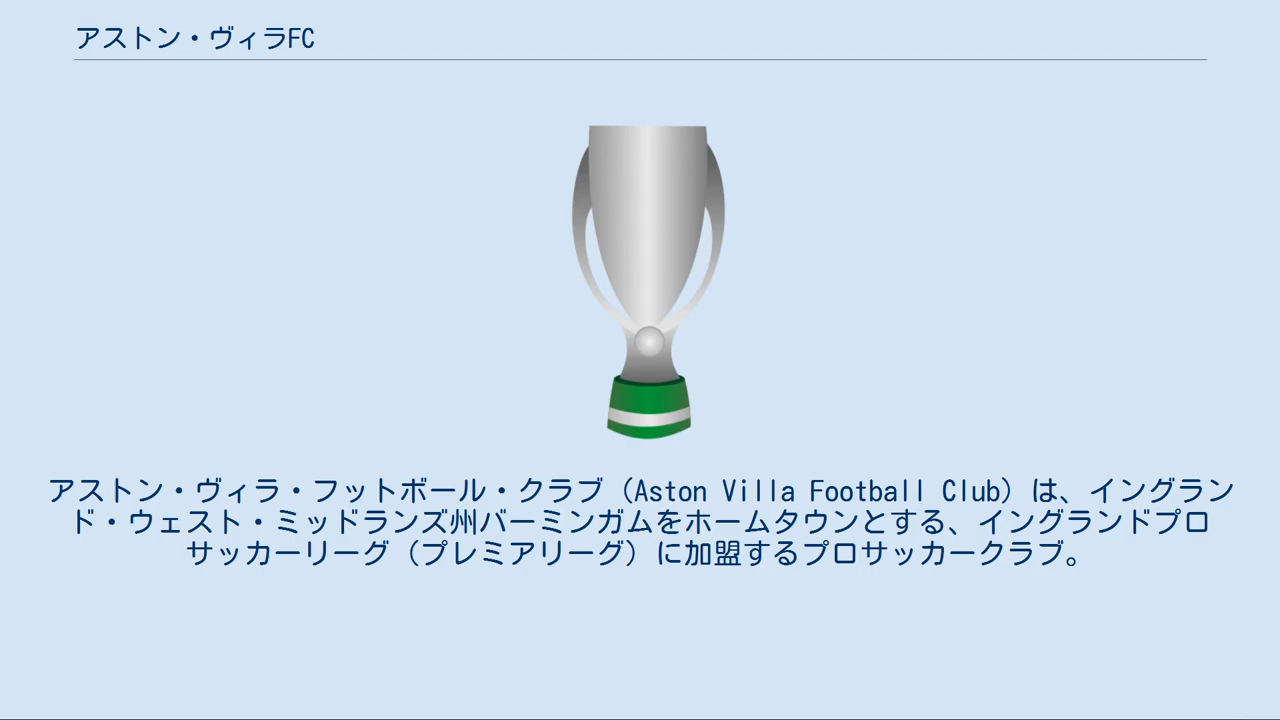 アストン・ヴィラFC
アストン・ヴィラ・フットボール・クラブ（Aston Villa Football Club）は、イングラン
ド・ウェスト・ミッドランズ州バーミンガムをホームタウンとする、イングランドプロ
サッカーリーグ（プレミアリーグ）に加盟するプロサッカークラブ。